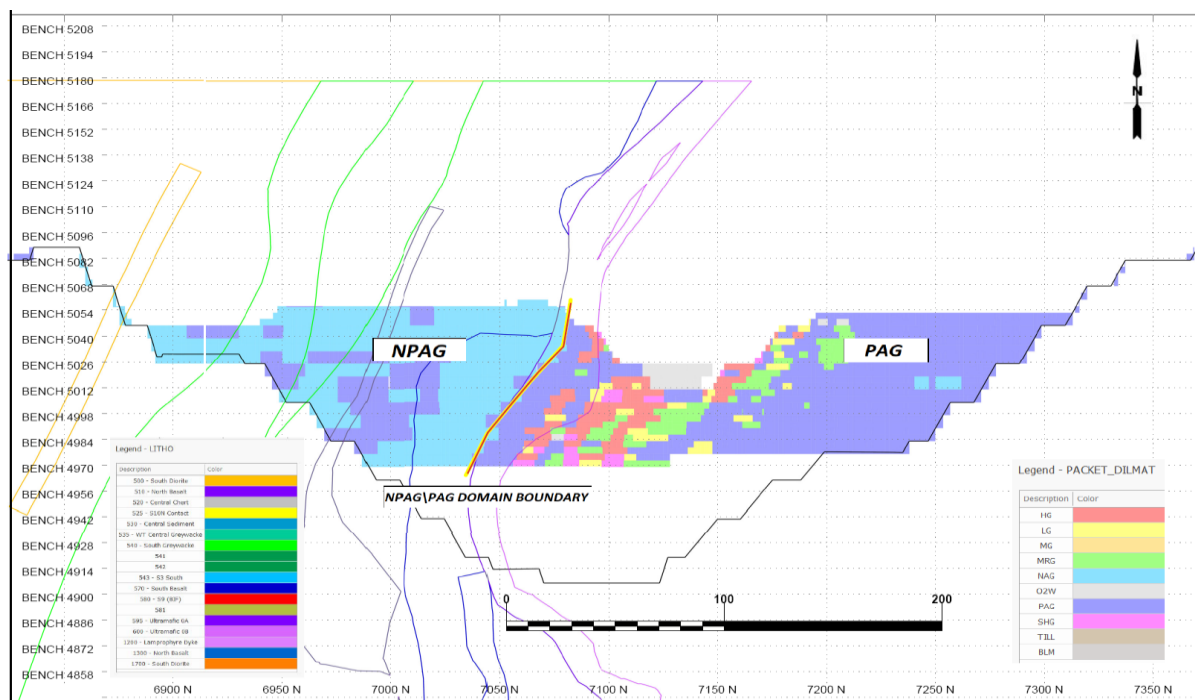 BENCH 5208
BENCH 5194
BENCH 5180
BENCH 5166
BENCH 5152
BENCH 5138
BENCH 5124
BENCH 5110
BENCH 5096
BENCH 5082
BENCH 5068
BENCH 5054
BENCH 5040
BENCH 5026
BENCH 5012
BENCH 4998
BENCH 4984
BENCH 4970
BENCH 4956
BENCH 4942
BENCH 4928
BENCH 4914
BENCH 4900
BENCH 4886
BENCH 4872
BENCH 4858
N
NPAG
PAG
NPAG\PAG DOMAIN BOUNDARY
Legend - LITHO
Description Color
500 - South Diorite
510 - North Basalt
520 - Central Chert
525 - S10N Contact
530 - Central Sediment
535 - WT Central Greywacke
540 - South Greywacke
541
542
543 - S3 South
570 - South Basalt
580 - S9 (BIF)
581
595 - Ultramafic 6A
600 - Ultramafic 6B
1200 - Lamprophyre Dyke
1300 - North Basalt
1700 - South Diorite
Legend - PACKET_DILMAT
Description Color
HG
LG
MG
MRG
NAG
O2W
PAG
SHG
TILL
BLM
0 100 200
6900 N 6950 N 7000 N 7050 N 7100 N 7150 N 7200 N 7250 N 7300 N 7350 N